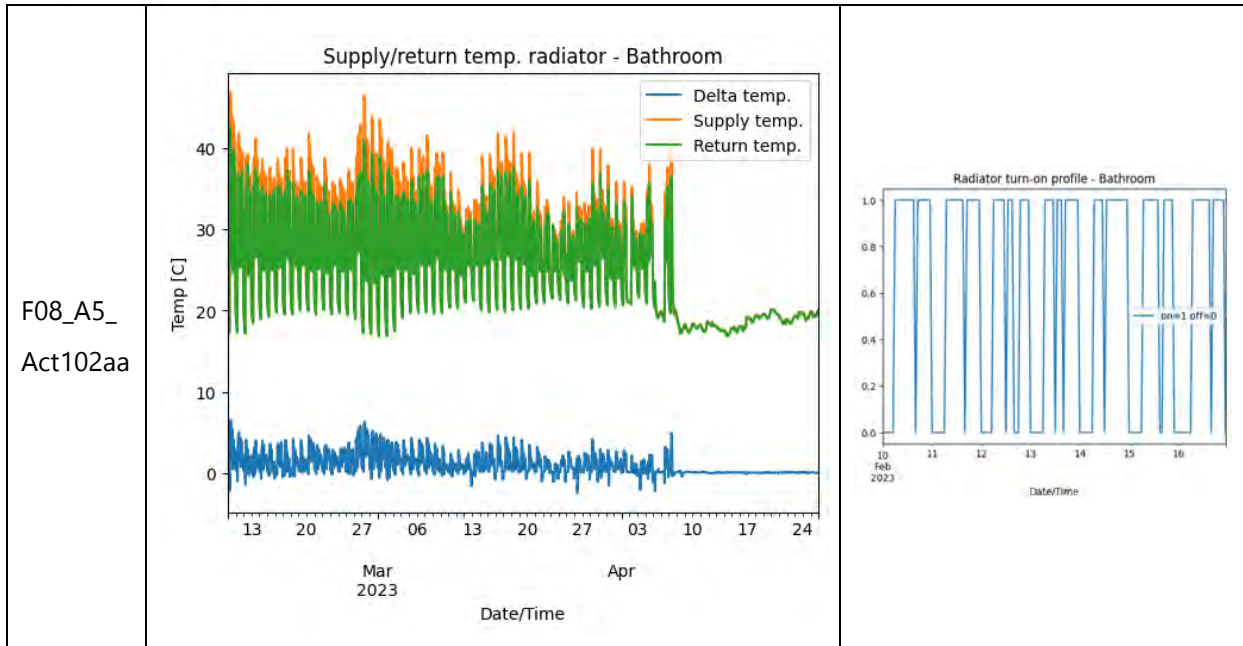 F08_A5_
Act102aa
Supply/return temp. radiator - Bathroom
Delta temp.
Supply temp.
Return temp.
Temp [C]
40
30
20
10
0
13 20 27 06 13 20 27 03 10 17 24
Mar Apr
2023
Date/Time
Radiator turn-on profile - Bathroom
1.0
0.8
0.6
0.4
0.2
0.0
on=1 off=0
10 11 12 13 14 15 16
Feb
2023
Date/Time